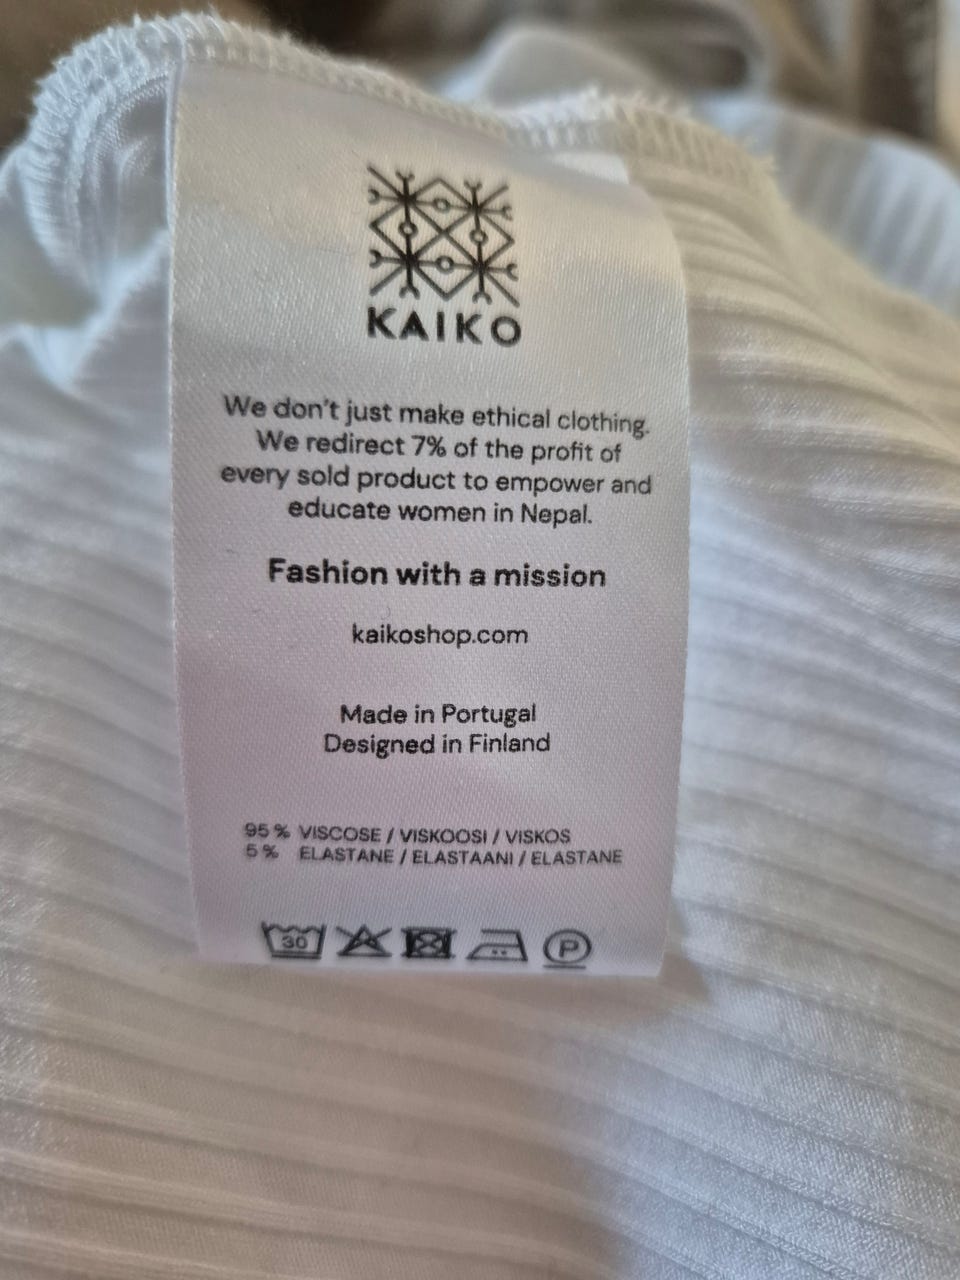 KAIKO
We don't just make ethical clothing.
We redirect 7% of the profit of
every sold product to empower and
educate women in Nepal.
Fashion with a mission
kaikoshop.com
Made in Portugal
Designed in Finland
95 % VISCOSE / VISKOOSI / VISKOS
5 % ELASTANE / ELASTAANI / ELASTANE
30 P